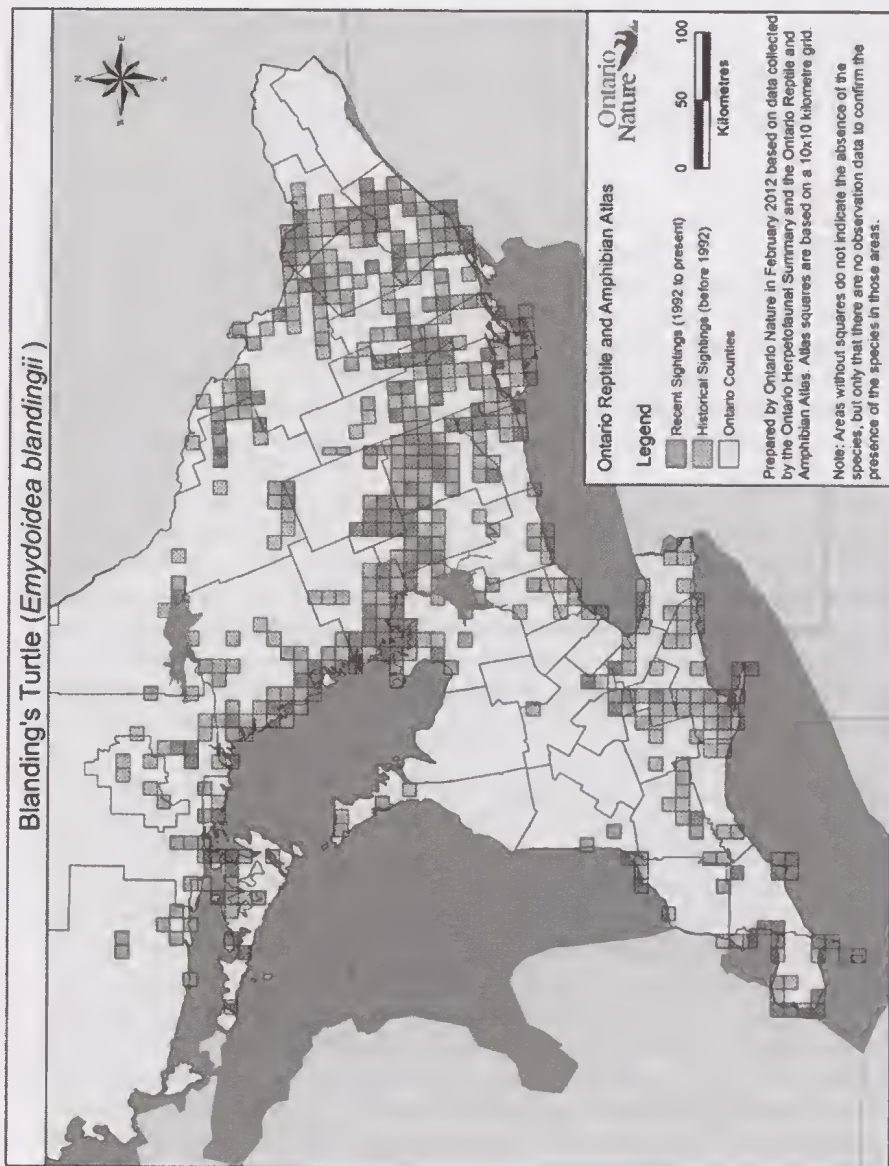 Blanding's Turtle (Emydoidea blandingii)
N
E
S
Ontario Reptile and Amphibian Atlas
Ontario
Nature
Legend
Recent Sightings (1992 to present)
Historical Sightings (before 1992)
Ontario Counties
0 50 100
Kilometres
Prepared by Ontario Nature in February 2012 based on data collected
by the Ontario Herpetofaunal Summary and the Ontario Reptile and
Amphibian Atlas. Atlas squares are based on a 10x10 kilometre grid.
Note: Areas without squares do not indicate the absence of the
species, but only that there are no observation data to confirm the
presence of the species in those areas.